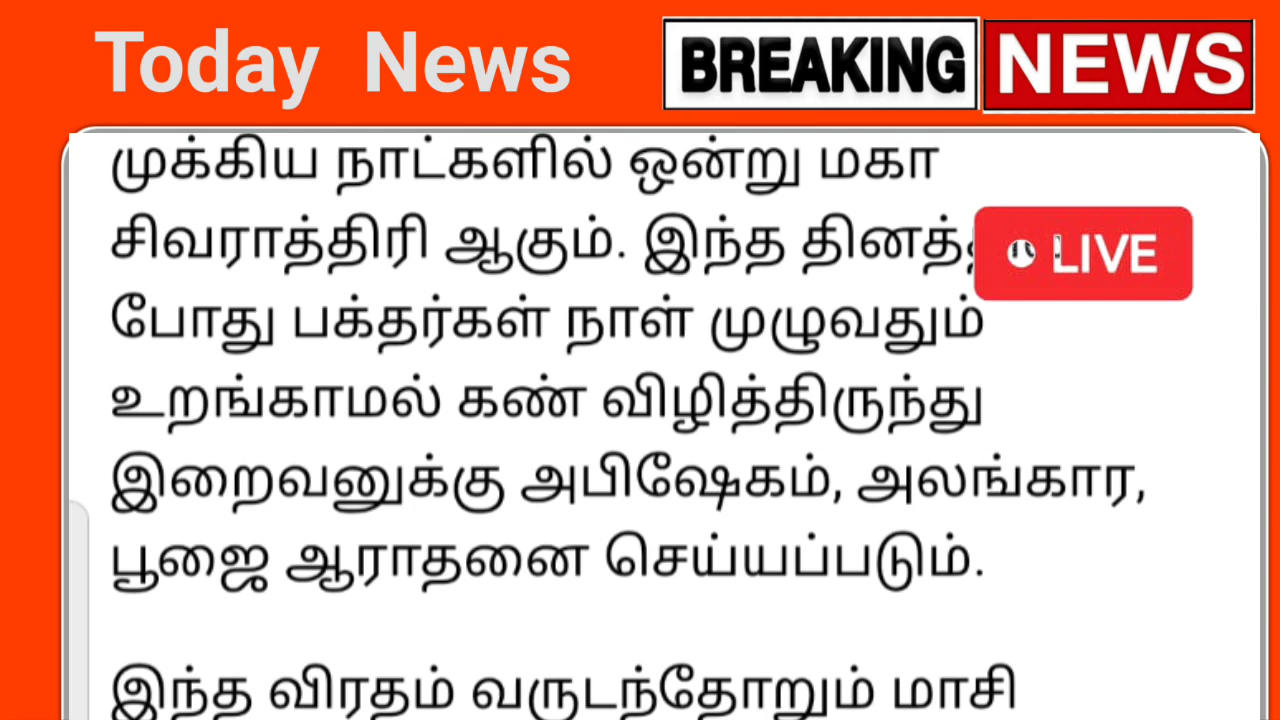 Today News
BREAKING NEWS
முக்கிய நாட்களில் ஒன்று மகா
சிவராத்திரி ஆகும். இந்த
LIVE
போது பக்தர்கள் நாள் முழுவதும்
உறங்காமல் கண் விழித்திருந்து
இறைவனுக்கு அபிஷேகம், அலங்கார,
பூஜை ஆராதனை செய்யப்படும்.
இந்த விரதம் வருடந்தோறும் மாசி